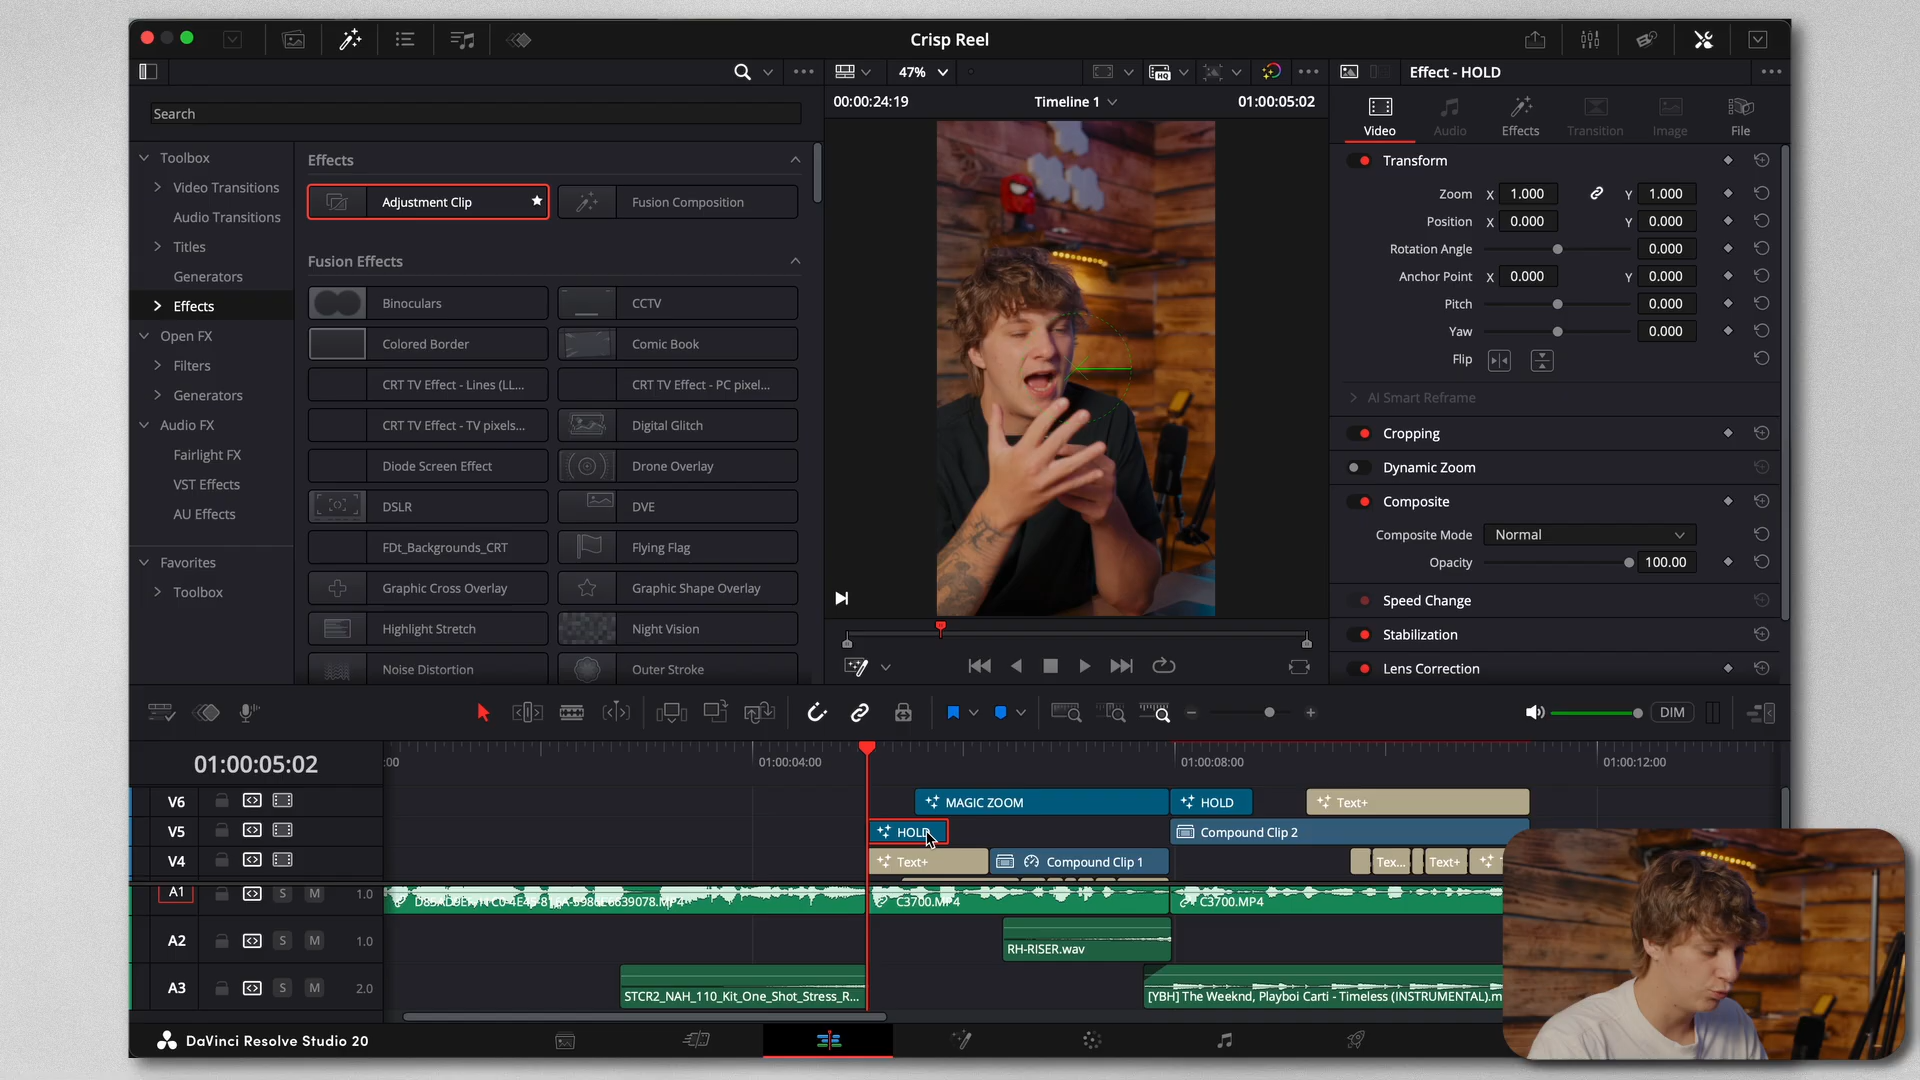 Crisp Reel
47%
HQ
Effect - HOLD
Search
00:00:24:19
Timeline 1
01:00:05:02
Video
Audio
Effects
Transition
Image
File
Toolbox
Video Transitions
Audio Transitions
Titles
Generators
Effects
Open FX
Filters
Generators
Audio FX
Fairlight FX
VST Effects
AU Effects
Favorites
Toolbox
Effects
Adjustment Clip
Fusion Composition
Fusion Effects
Binoculars
CCTV
Colored Border
Comic Book
CRT TV Effect - Lines (LL...
CRT TV Effect - PC pixel...
CRT TV Effect - TV pixels...
Digital Glitch
Diode Screen Effect
Drone Overlay
DSLR
DVE
FDt_Backgrounds_CRT
Flying Flag
Graphic Cross Overlay
Graphic Shape Overlay
Highlight Stretch
Night Vision
Noise Distortion
Outer Stroke
Transform
Zoom X 1.000 Y 1.000
Position X 0.000 Y 0.000
Rotation Angle 0.000
Anchor Point X 0.000 Y 0.000
Pitch 0.000
Yaw 0.000
Flip
AI Smart Reframe
Cropping
Dynamic Zoom
Composite
Composite Mode Normal
Opacity 100.00
Speed Change
Stabilization
Lens Correction
DIM
01:00:05:02
:00
01:00:04:00
01:00:08:00
01:00:12:00
V6
MAGIC ZOOM
HOLD
Text+
V5
HOLD
Compound Clip 2
V4
Text+
Compound Clip 1
Tex...
Text+
A1 S M 1.0
C3700.MP4
C3700.MP4
A2 S M 1.0
RH-RISER.wav
A3 S M 2.0
STCR2_NAH_110_Kit_One_Shot_Stress_R...
[YBH] The Weeknd, Playboi Carti - Timeless (INSTRUMENTAL).m
DaVinci Resolve Studio 20